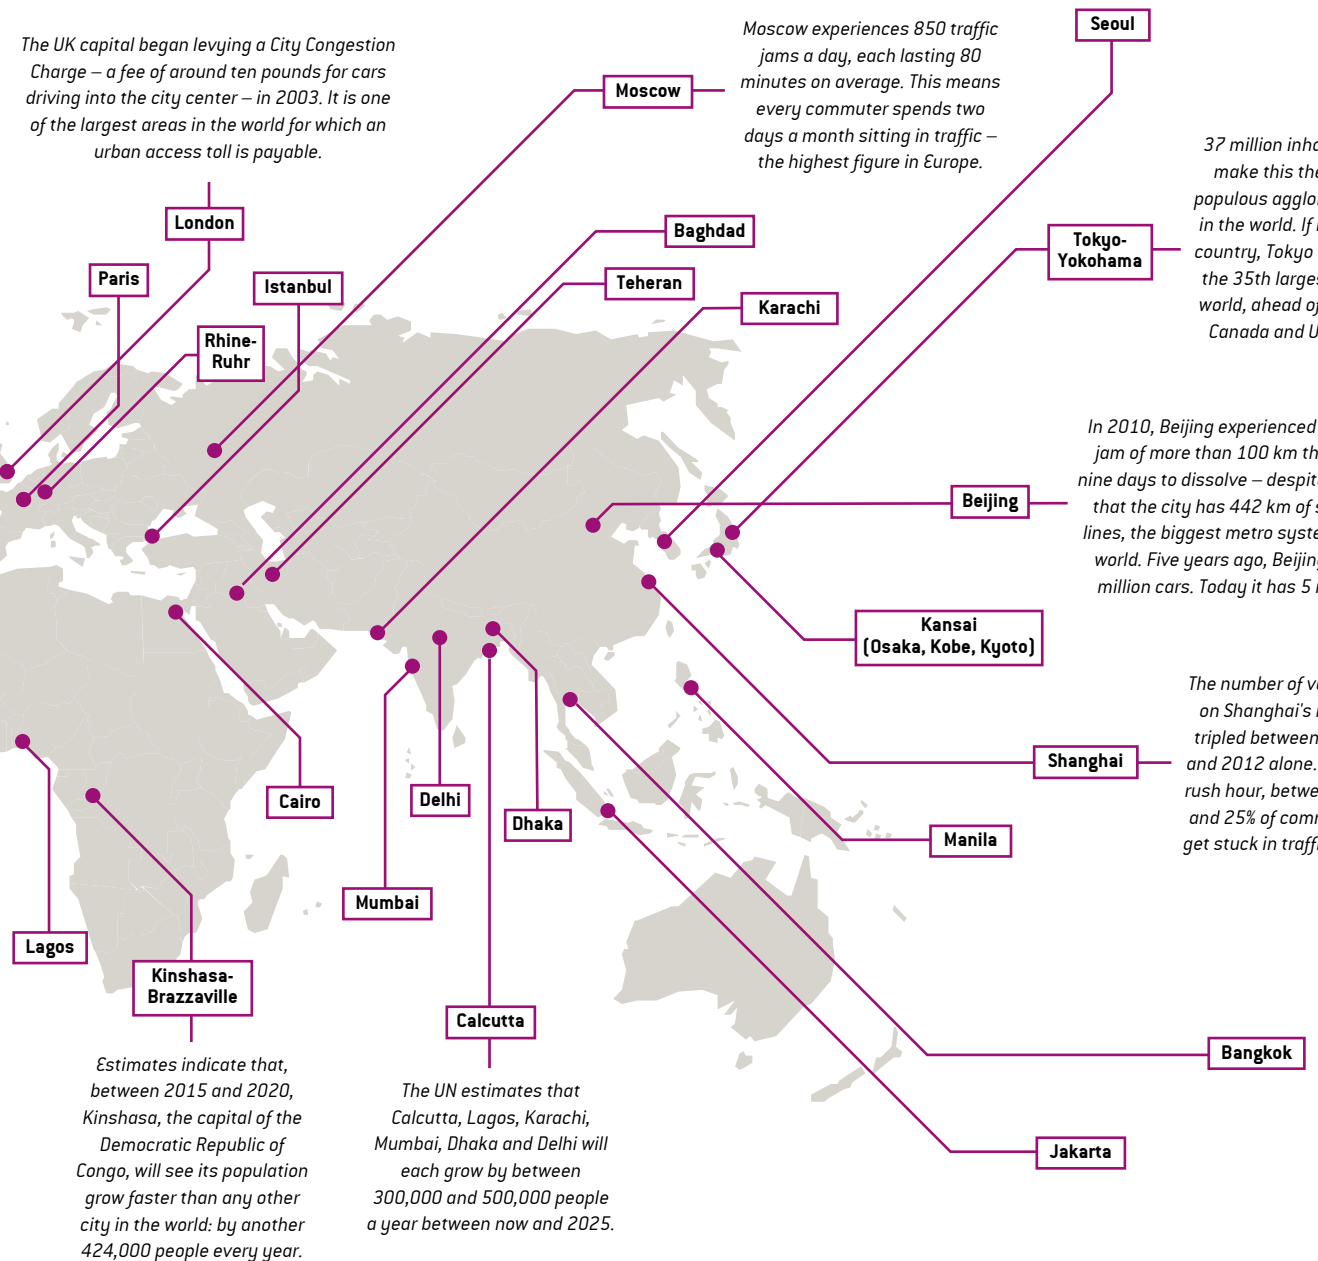 The UK capital began levying a City Congestion
Charge – a fee of around ten pounds for cars
driving into the city center – in 2003. It is one
of the largest areas in the world for which an
urban access toll is payable.
Moscow
Moscow experiences 850 traffic
jams a day, each lasting 80
minutes on average. This means
every commuter spends two
days a month sitting in traffic –
the highest figure in Europe.
Seoul
London
Paris
Istanbul
Rhine-
Ruhr
Baghdad
Teheran
Karachi
Tokyo-
Yokohama
37 million
make this
populous
in the world. If
country, Tokyo
the 35th
world, ahead of
Canada and
Beijing
In 2010, Beijing experienced
jam of more than 100 km
nine days to dissolve –
that the city has 442 km of
lines, the biggest metro
world. Five years ago,
million cars. Today it has 5
Kansai
(Osaka, Kobe, Kyoto)
The number of
on Shanghai's
tripled between
and 2012 alone.
rush hour,
and 25% of
get stuck in
Shanghai
Manila
Cairo
Delhi
Dhaka
Mumbai
Lagos
Kinshasa-
Brazzaville
Estimates indicate that,
between 2015 and 2020,
Kinshasa, the capital of the
Democratic Republic of
Congo, will see its population
grow faster than any other
city in the world: by another
424,000 people every year.
Calcutta
The UN estimates that
Calcutta, Lagos, Karachi,
Mumbai, Dhaka and Delhi will
each grow by between
300,000 and 500,000 people
a year between now and 2025.
Bangkok
Jakarta